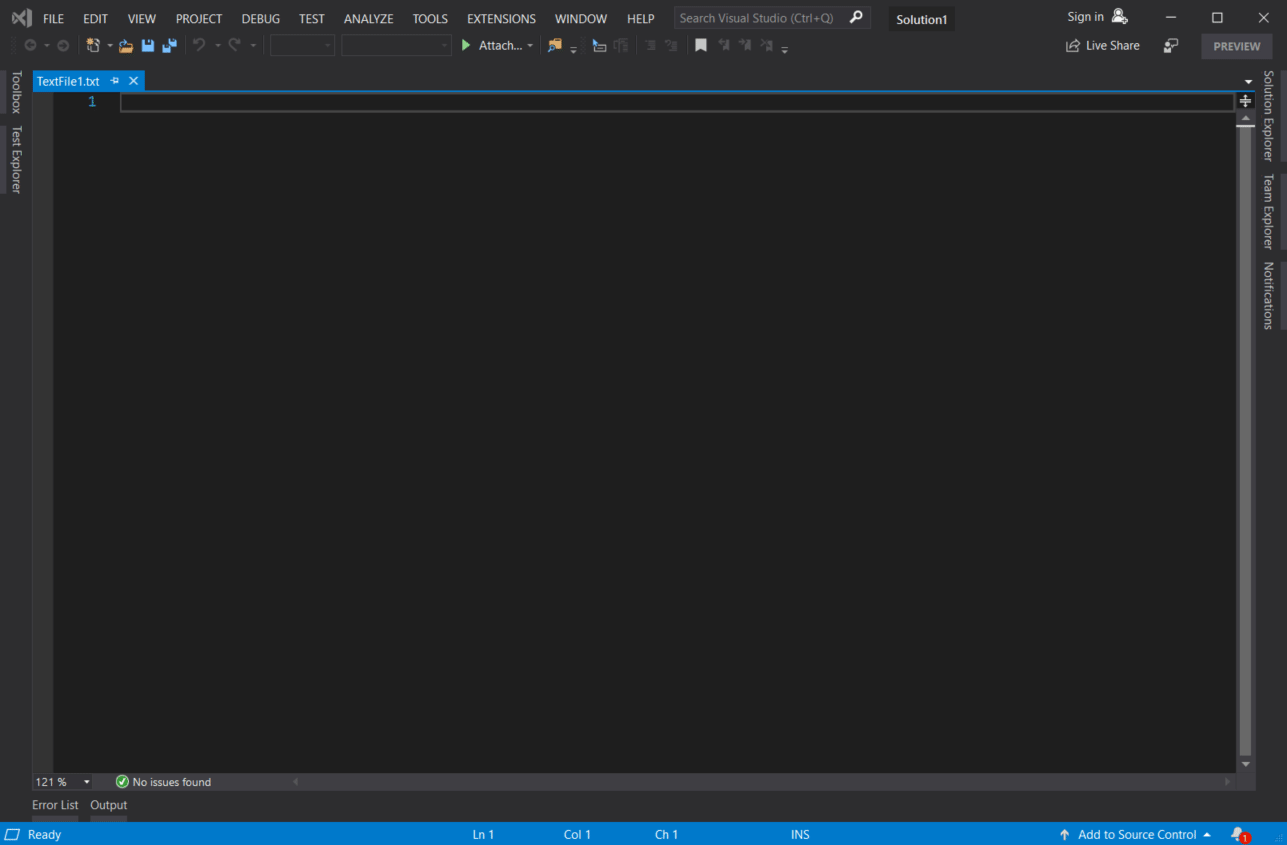 FILE EDIT VIEW PROJECT DEBUG TEST ANALYZE TOOLS EXTENSIONS WINDOW HELP Search Visual Studio (Ctrl+Q) Solution1 Sign in
Attach... Live Share PREVIEW
TextFile1.txt
1
Toolbox
Test Explorer
Solution Explorer
Team Explorer
Notifications
121 % No issues found
Error List Output
Ready Ln 1 Col 1 Ch 1 INS Add to Source Control 1